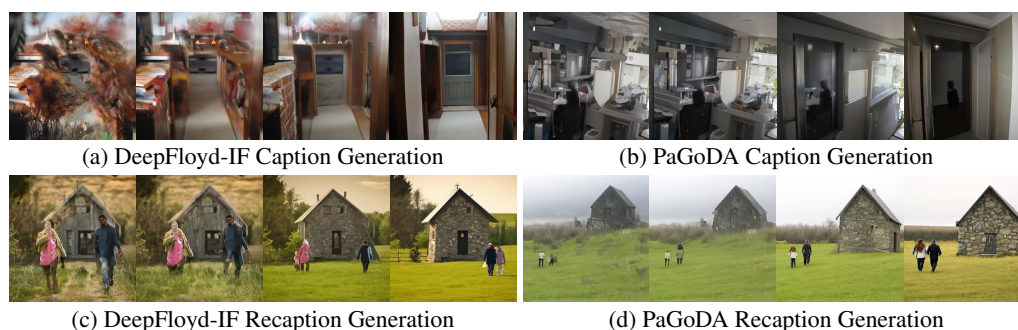 (a) DeepFloyd-IF Caption Generation
(b) PaGoDA Caption Generation
(c) DeepFloyd-IF Recaption Generation
(d) PaGoDA Recaption Generation